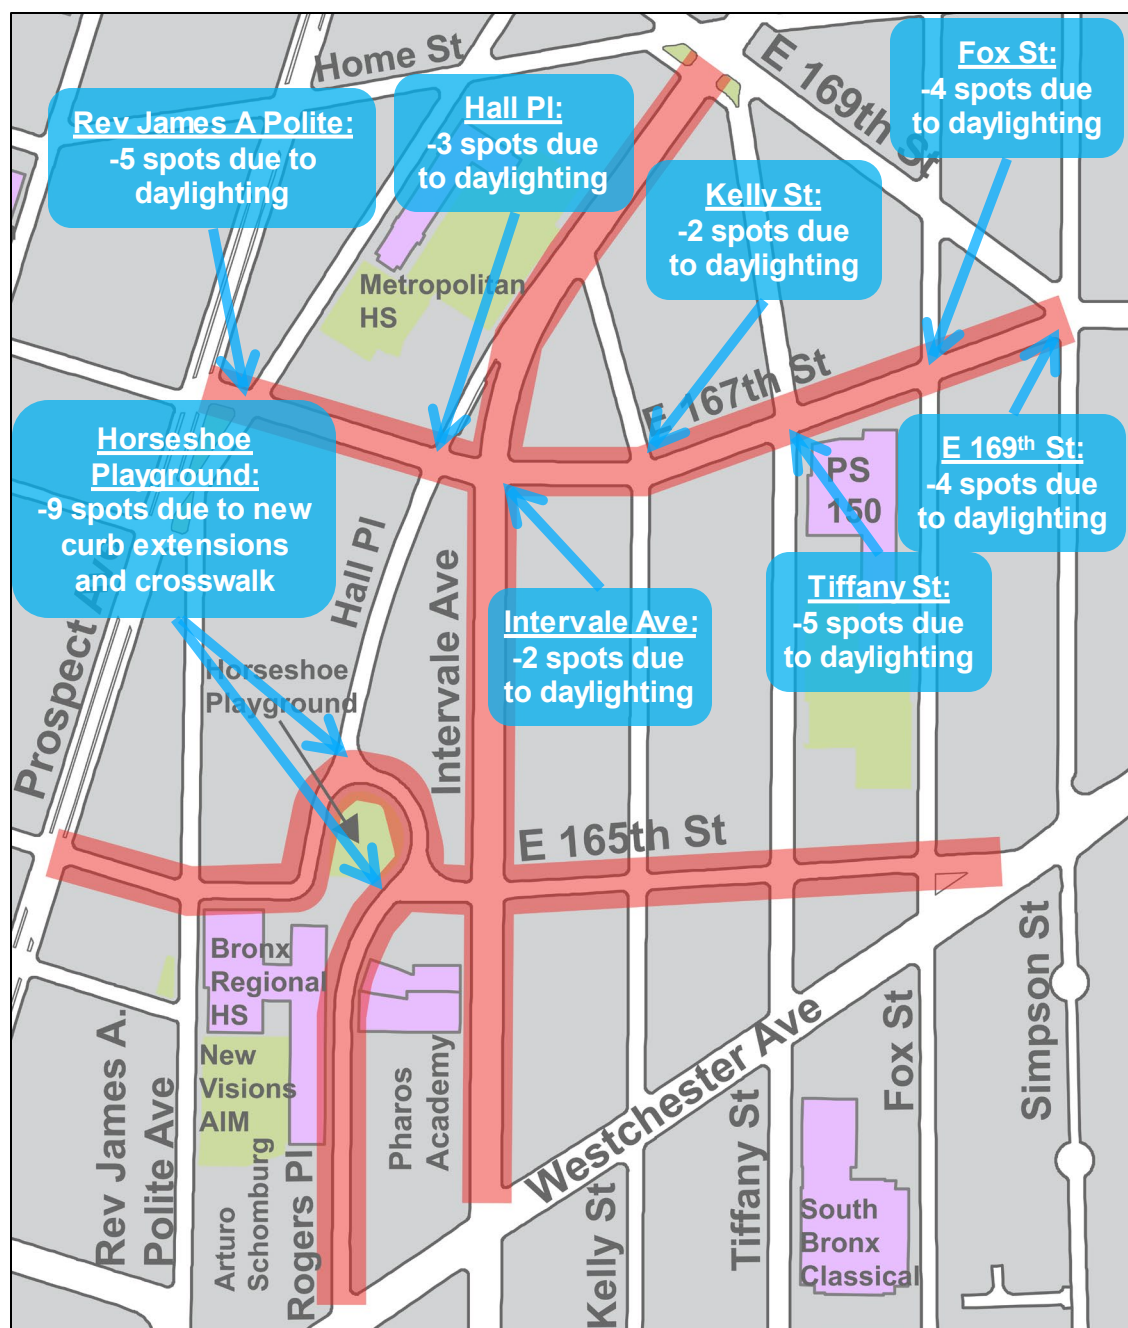 Home St
E 169th St
Fox St:
-4 spots due
to daylighting
Rev James A Polite:
-5 spots due to
daylighting
Hall Pl:
-3 spots due
to daylighting
Kelly St:
-2 spots due
to daylighting
Metropolitan
HS
E 167th St
Horseshoe
Playground:
-9 spots due to new
curb extensions
and crosswalk
PS
150
E 169th St:
-4 spots due
to daylighting
Hall Pl
Intervale Ave
Prospect Ave
Tiffany St:
-5 spots due
to daylighting
Intervale Ave:
-2 spots due
to daylighting
Horseshoe
Playground
E 165th St
Bronx
Regional
HS
New
Visions
AIM
Rev James A.
Polite Ave
Arturo
Schomburg
Rogers Pl
Pharos
Academy
Westchester Ave
Kelly St
Tiffany St
Fox St
Simpson St
South
Bronx
Classical